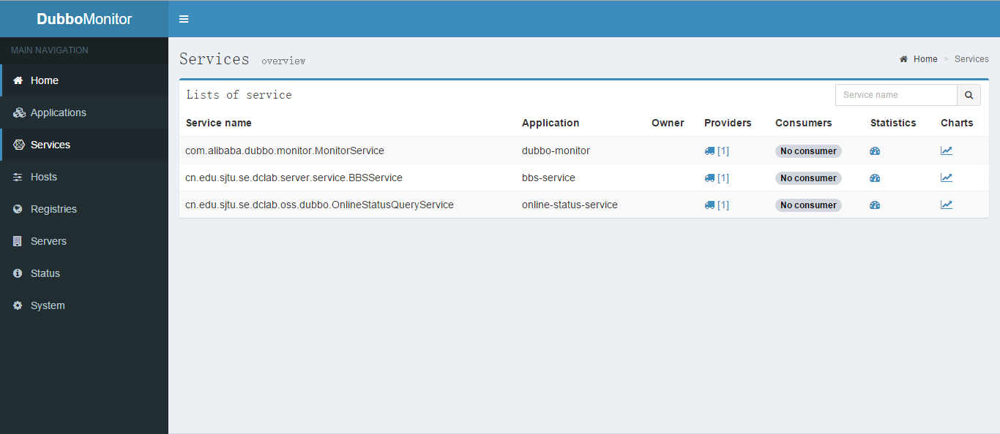 DubboMonitor
MAIN NAVIGATION
Home
Applications
Services
Hosts
Registries
Servers
Status
System
Services overview
Home > Services
Lists of service
Service name
Service name Application Owner Providers Consumers Statistics Charts
com.alibaba.dubbo.monitor.MonitorService dubbo-monitor [1] No consumer
cn.edu.sjtu.se.dclab.server.service.BBSService bbs-service [1] No consumer
cn.edu.sjtu.se.dclab.oss.dubbo.OnlineStatusQueryService online-status-service [1] No consumer